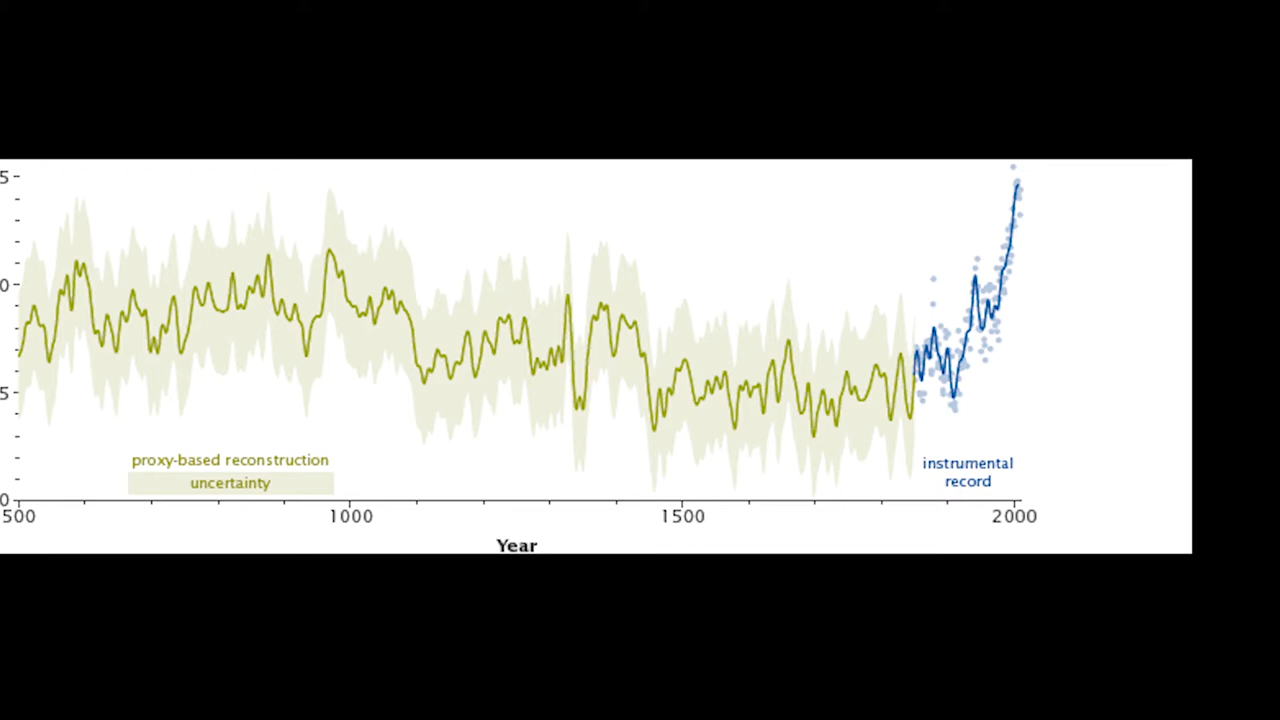 5
0
5
0
proxy-based reconstruction
uncertainty
instrumental
record
500 1000 1500 2000
Year